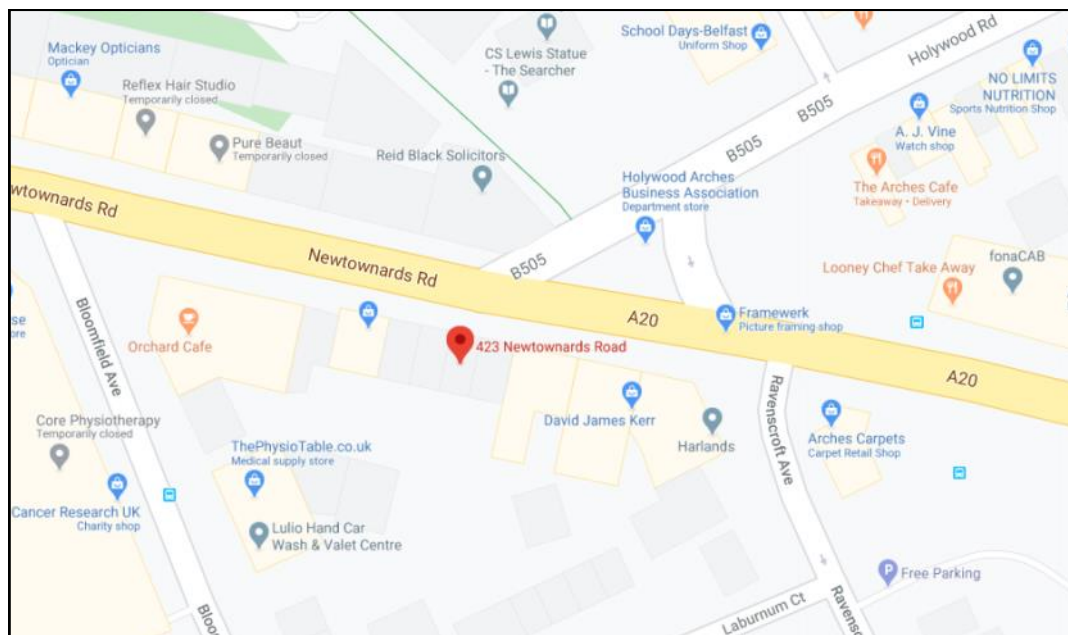 Mackey Opticians
Optician
Reflex Hair Studio
Temporarily closed
Pure Beaut
Temporarily closed
CS Lewis Statue
- The Searcher
School Days-Belfast
Uniform Shop
Holywood Rd
NO LIMITS
NUTRITION
Sports Nutrition Shop
B505
B505
A. J. Vine
Watch shop
Reid Black Solicitors
Holywood Arches
Business Association
Department store
The Arches Cafe
Takeaway • Delivery
wtownards Rd
Newtownards Rd
B505
fonaCAB
Looney Chef Take Away
A20
Framewerk
Picture framing shop
Orchard Cafe
423 Newtownards Road
A20
Bloomfield Ave
se
ore
David James Kerr
Harlands
Ravenscroft Ave
Arches Carpets
Carpet Retail Shop
Core Physiotherapy
Temporarily closed
ThePhysioTable.co.uk
Medical supply store
Cancer Research UK
Charity shop
Lulio Hand Car
Wash & Valet Centre
P
Free Parking
Laburnum Ct
Ravens
Bloo